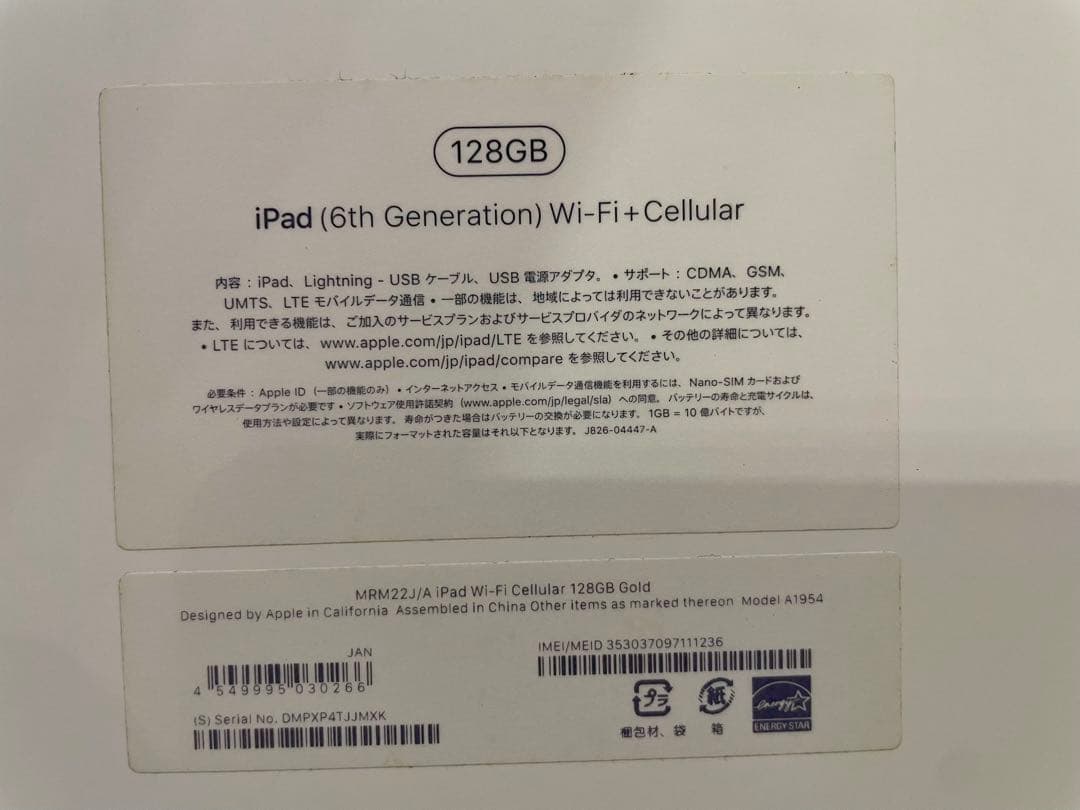 128GB
iPad (6th Generation) Wi-Fi + Cellular
内容：iPad、Lightning - USB ケーブル、USB 電源アダプタ。• サポート：CDMA、GSM、
UMTS、LTE モバイルデータ通信 • 一部の機能は、地域によっては利用できないことがあります。
また、利用できる機能は、ご加入のサービスプランおよびサービスプロバイダのネットワークによって異なります。
• LTE については、www.apple.com/jp/ipad/LTE を参照してください。• その他の詳細については、
www.apple.com/jp/ipad/compare を参照してください。
必要条件：Apple ID（一部の機能のみ）• インターネットアクセス • モバイルデータ通信機能を利用するには、Nano-SIM カードおよび
ワイヤレスデータプランが必要です • ソフトウェア使用許諾契約（www.apple.com/jp/legal/sla）への同意。バッテリーの寿命と充電サイクルは、
使用方法や設定によって異なります。寿命がつきた場合はバッテリーの交換が必要になります。1GB = 10 億バイトですが、
実際にフォーマットされた容量はそれ以下となります。J826-04447-A
MRM22J/A iPad Wi-Fi Cellular 128GB Gold
Designed by Apple in California Assembled in China Other items as marked thereon Model A1954
JAN
4 549995 030266
(S) Serial No. DMPXP4TJJMXK
IMEI/MEID 353037097111236
プラ
紙
梱包材、袋
箱
energy
ENERGY STAR